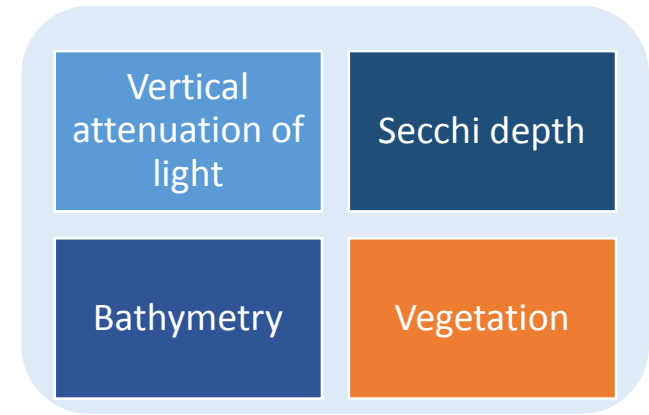 Vertical
attenuation of
light
Secchi depth
Bathymetry
Vegetation